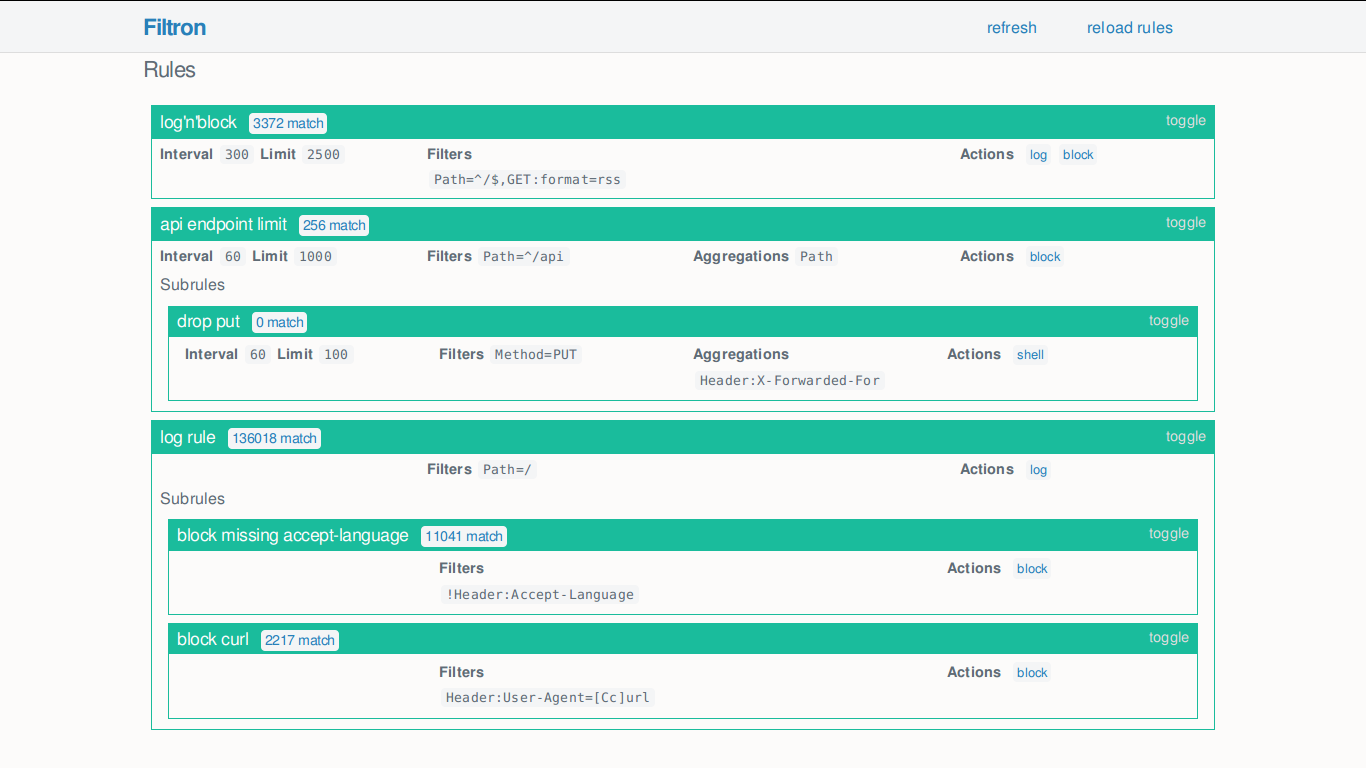 Filtron refresh reload rules
Rules
log'n'block 3372 match toggle
Interval 300 Limit 2500 Filters Actions log block
Path=^/$,GET:format=rss
api endpoint limit 256 match toggle
Interval 60 Limit 1000 Filters Path=^/api Aggregations Path Actions block
Subrules
drop put 0 match toggle
Interval 60 Limit 100 Filters Method=PUT Aggregations Actions shell
Header:X-Forwarded-For
log rule 136018 match toggle
Filters Path=/ Actions log
Subrules
block missing accept-language 11041 match toggle
Filters Actions block
!Header:Accept-Language
block curl 2217 match toggle
Filters Actions block
Header:User-Agent=[Cc]url